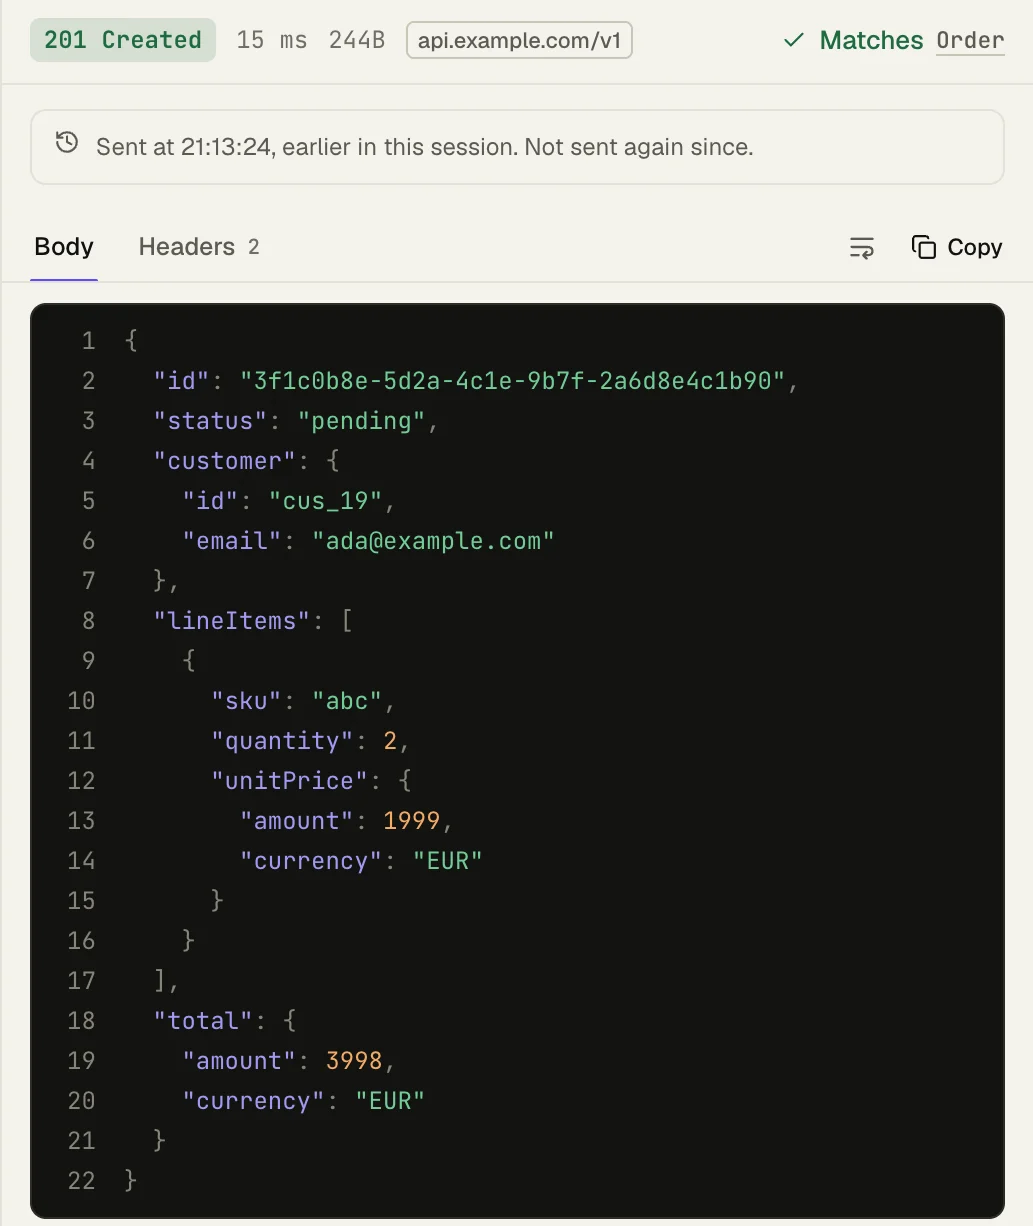 201 Created 15 ms 244B api.example.com/v1 Matches Order
Sent at 21:13:24, earlier in this session. Not sent again since.
Body Headers 2 Copy
1 {
2   "id": "3f1c0b8e-5d2a-4c1e-9b7f-2a6d8e4c1b90",
3   "status": "pending",
4   "customer": {
5     "id": "cus_19",
6     "email": "ada@example.com"
7   },
8   "lineItems": [
9     {
10       "sku": "abc",
11       "quantity": 2,
12       "unitPrice": {
13         "amount": 1999,
14         "currency": "EUR"
15       }
16     }
17   ],
18   "total": {
19     "amount": 3998,
20     "currency": "EUR"
21   }
22 }